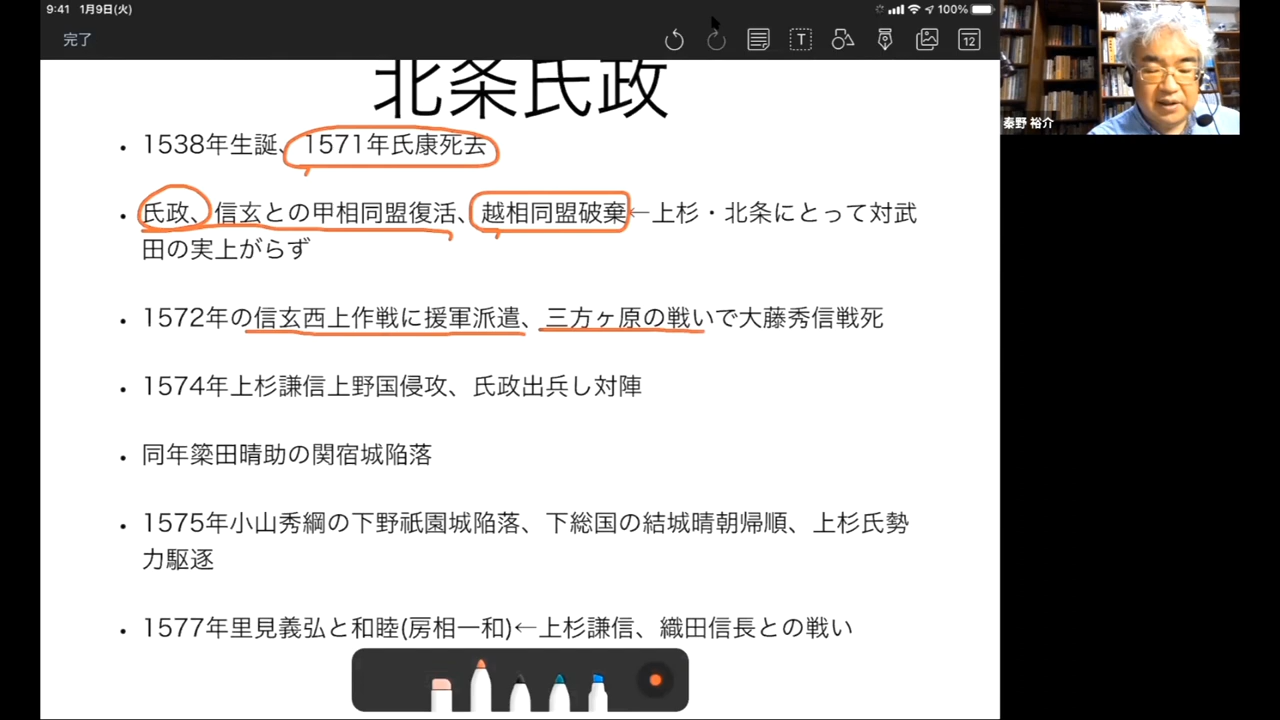 9:41 1月9日(火)
100%
完了
12
北条氏政
秦野 裕介
・1538年生誕、1571年氏康死去
・氏政、信玄との甲相同盟復活、越相同盟破棄←上杉・北条にとって対武
田の実上がらず
・1572年の信玄西上作戦に援軍派遣、三方ヶ原の戦いで大藤秀信戦死
・1574年上杉謙信上野国侵攻、氏政出兵し対陣
・同年簗田晴助の関宿城陥落
・1575年小山秀綱の下野祇園城陥落、下総国の結城晴朝帰順、上杉氏勢
力駆逐
・1577年里見義弘と和睦(房相一和)←上杉謙信、織田信長との戦い